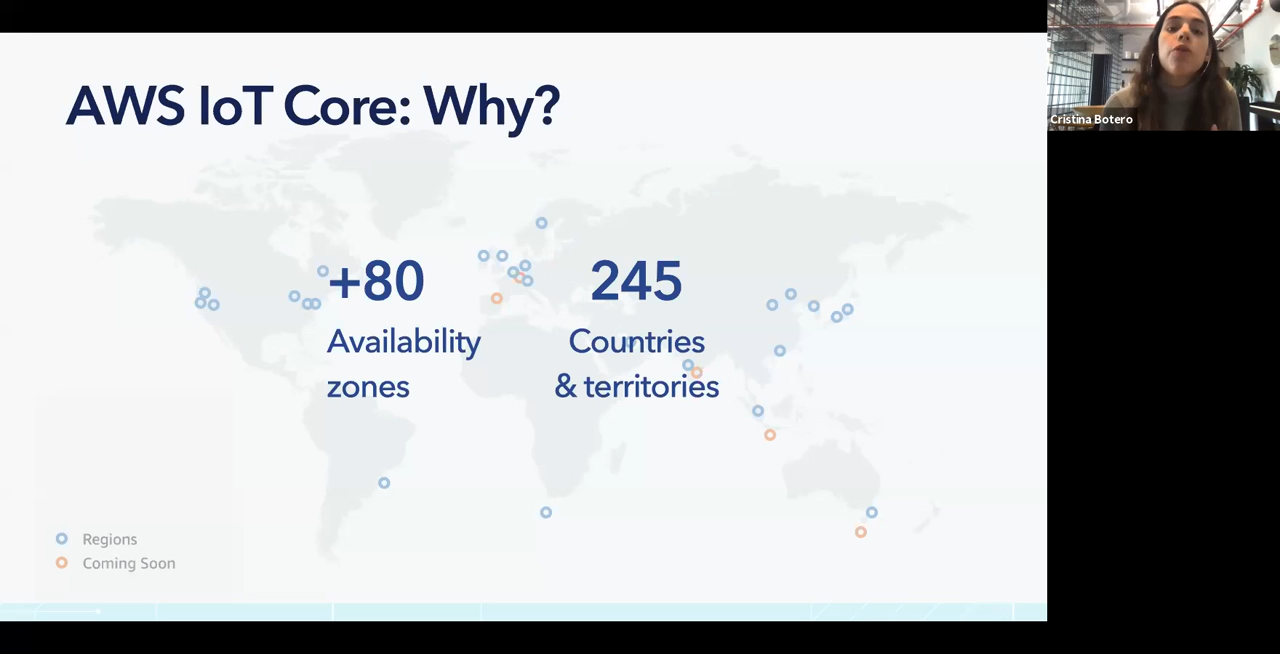 AWS IoT Core: Why?
+80
Availability
zones
245
Countries
& territories
Regions
Coming Soon
Cristina Botero